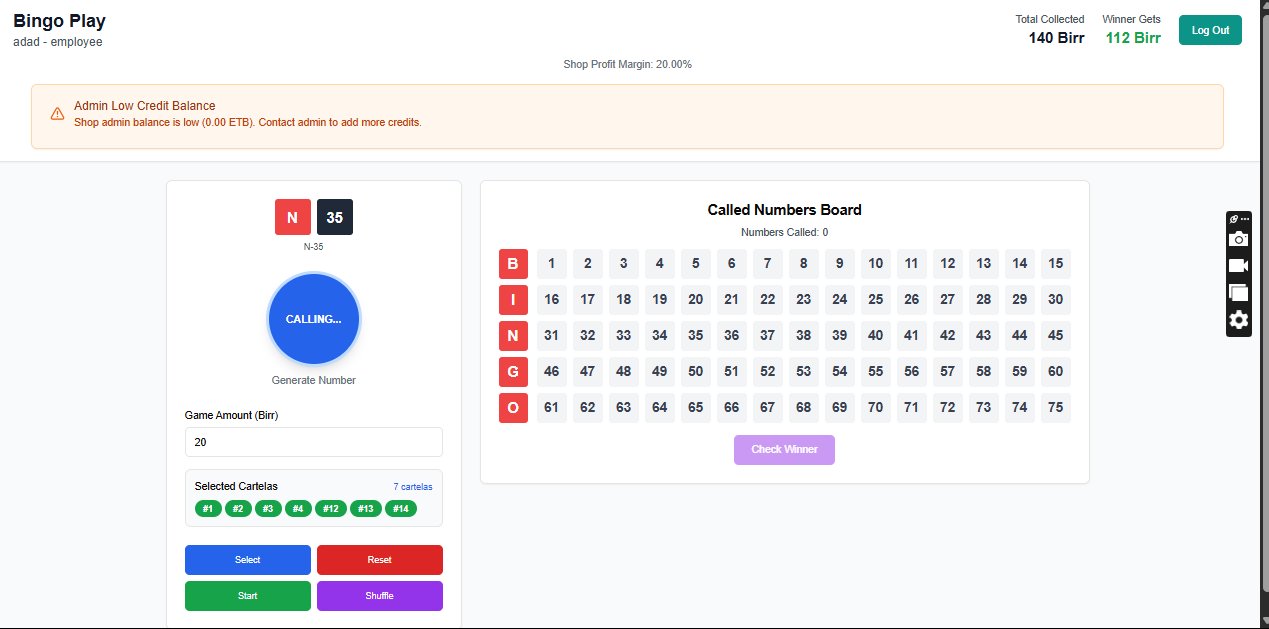 Bingo Play
adad - employee
Total Collected
140 Birr
Winner Gets
112 Birr
Log Out
Shop Profit Margin: 20.00%
Admin Low Credit Balance
Shop admin balance is low (0.00 ETB). Contact admin to add more credits.
N 35
N-35
CALLING...
Generate Number
Game Amount (Birr)
20
Selected Cartelas 7 cartelas
#1 #2 #3 #4 #12 #13 #14
Select Reset
Start Shuffle
Called Numbers Board
Numbers Called: 0
B 1 2 3 4 5 6 7 8 9 10 11 12 13 14 15
I 16 17 18 19 20 21 22 23 24 25 26 27 28 29 30
N 31 32 33 34 35 36 37 38 39 40 41 42 43 44 45
G 46 47 48 49 50 51 52 53 54 55 56 57 58 59 60
O 61 62 63 64 65 66 67 68 69 70 71 72 73 74 75
Check Winner